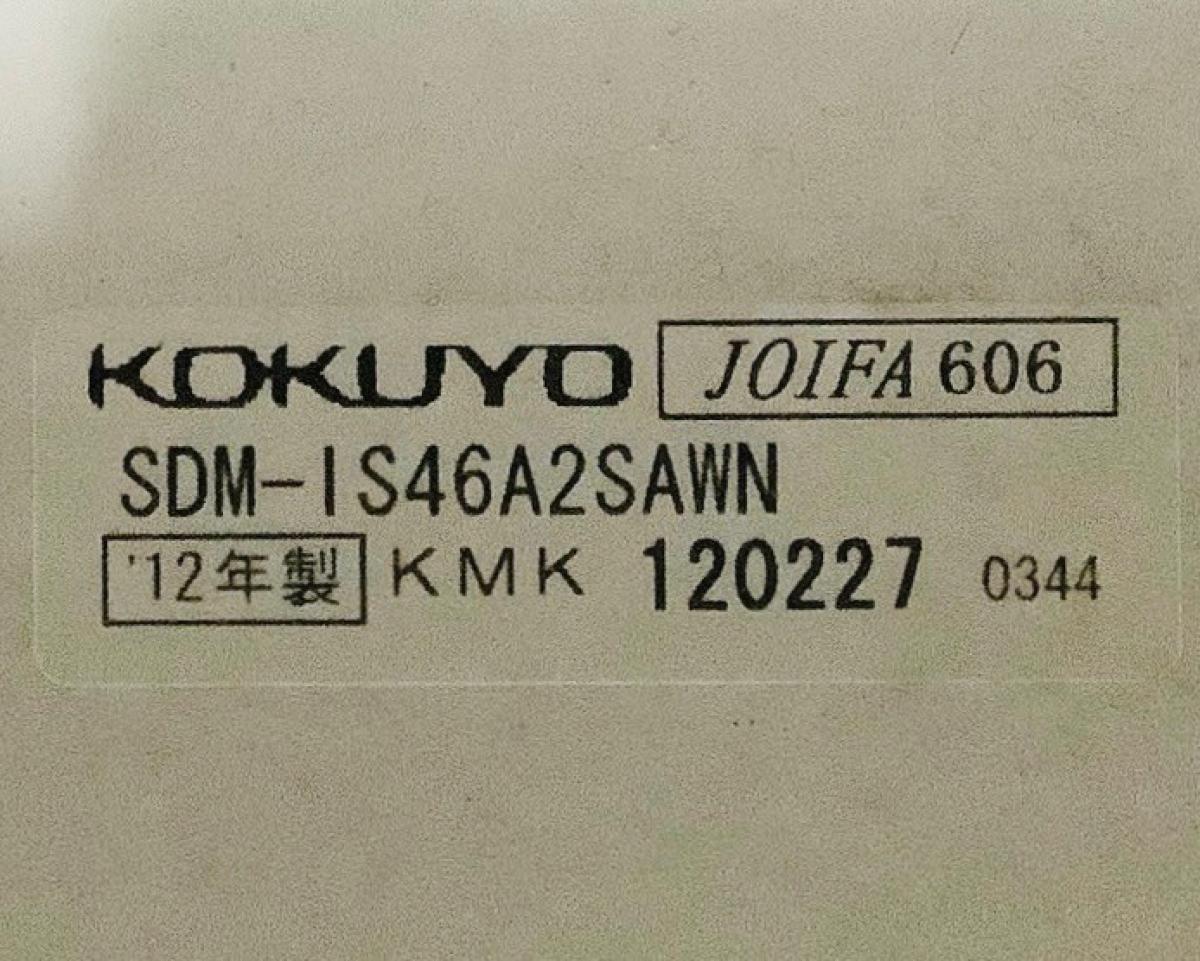 KOKUYO JOIFA 606
SDM-IS46A2SAWN
'12年製 KMK 120227 0344